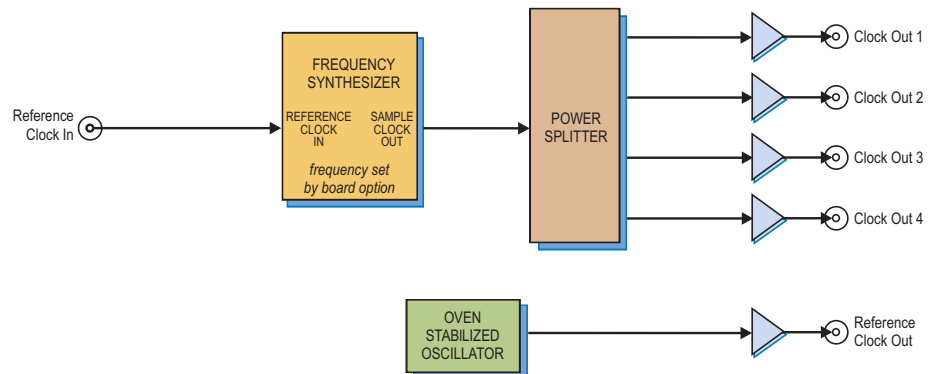 Reference
Clock In
FREQUENCY
SYNTHESIZER
REFERENCE
CLOCK
IN
SAMPLE
CLOCK
OUT
frequency set
by board option
POWER
SPLITTER
Clock Out 1
Clock Out 2
Clock Out 3
Clock Out 4
OVEN
STABILIZED
OSCILLATOR
Reference
Clock Out